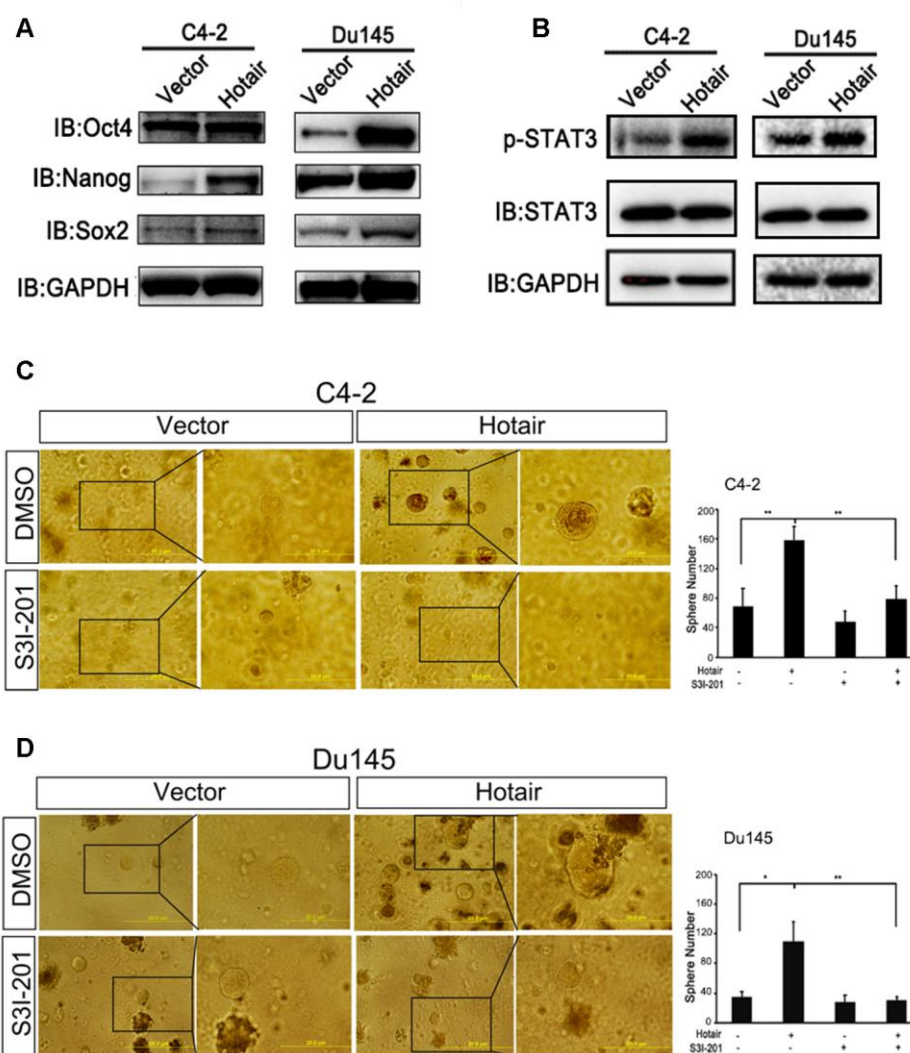 A
C4-2
Du145
Vector
Hotair
Vector
Hotair
IB:Oct4
IB:Nanog
IB:Sox2
IB:GAPDH
B
C4-2
Du145
Vector
Hotair
Vector
Hotair
p-STAT3
IB:STAT3
IB:GAPDH
C
C4-2
Vector
Hotair
DMSO
S3I-201
C4-2
** **
Sphere Number
200
160
120
80
40
0
Hotair - + - +
S3I-201 - - + +
D
Du145
Vector
Hotair
DMSO
S3I-201
Du145
* **
Sphere Number
200
160
120
80
40
0
Hotair - + - +
S3I-201 - - + +